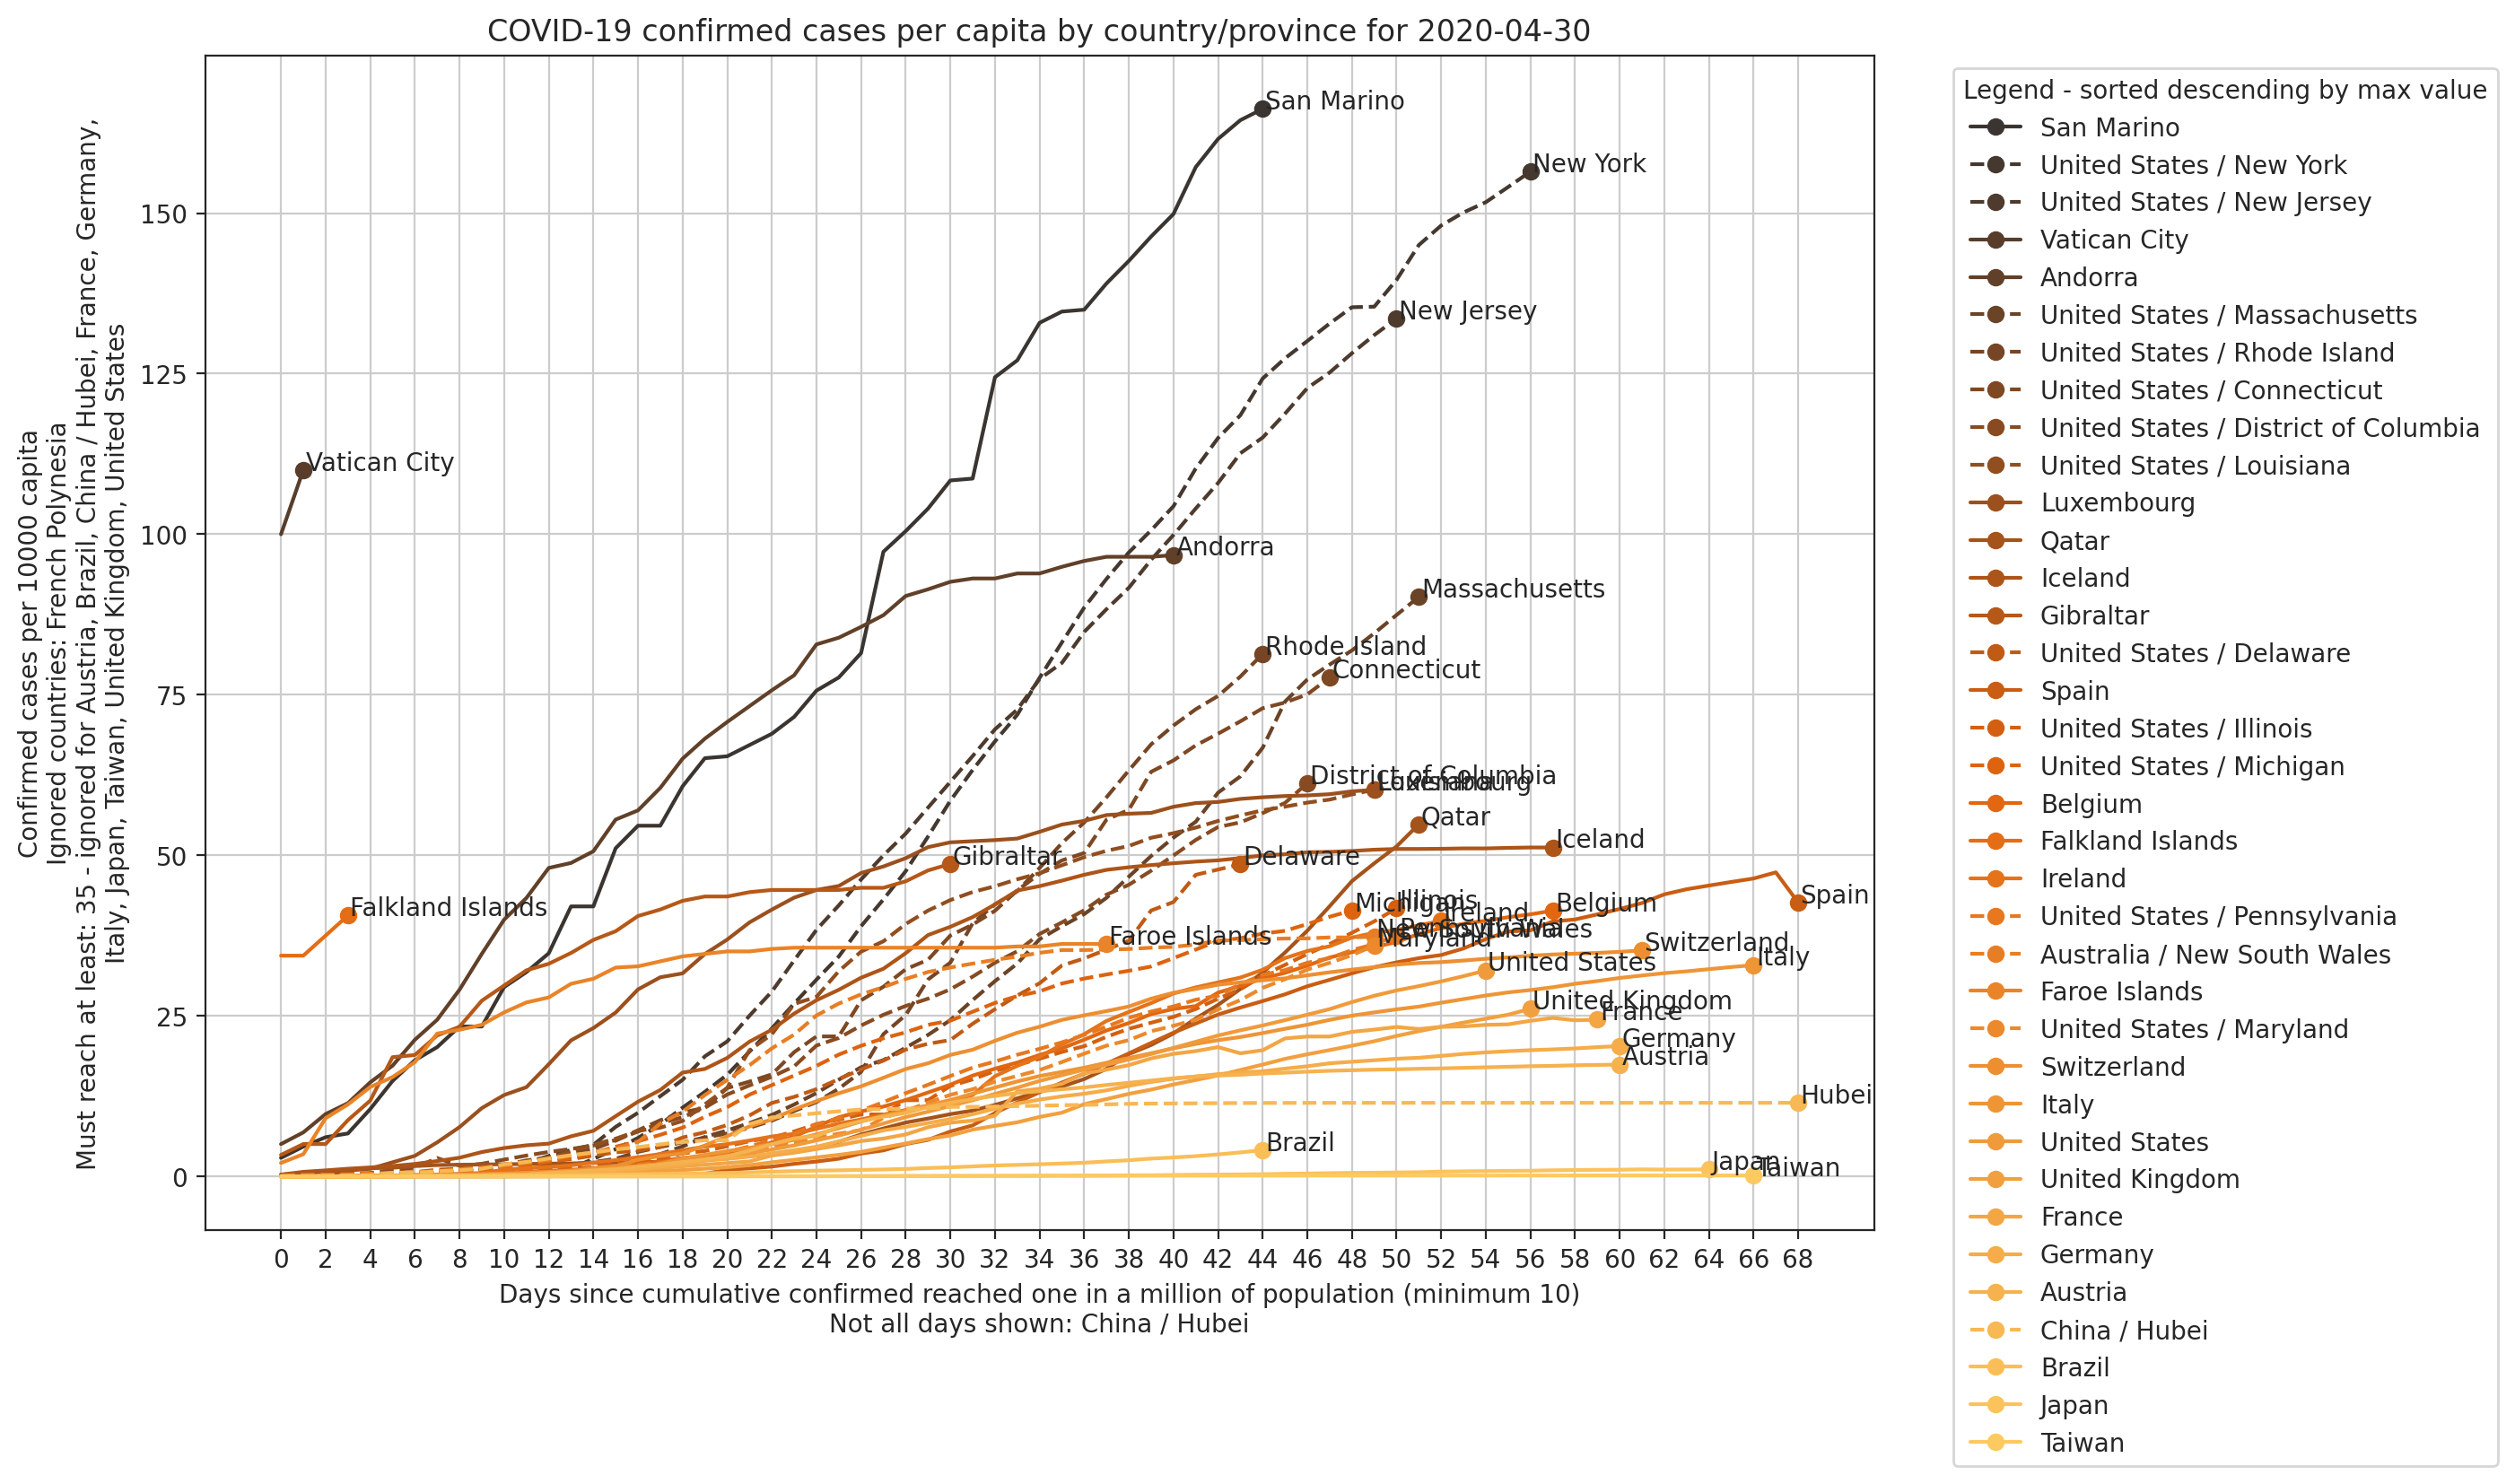 COVID-19 confirmed cases per capita by country/province for 2020-04-30
Confirmed cases per 10000 capita
Ignored countries: French Polynesia
Must reach at least: 35 - ignored for Austria, Brazil, China / Hubei, France, Germany,
Italy, Japan, Taiwan, United Kingdom, United States
150
125
100
75
50
25
0
San Marino
New York
New Jersey
Vatican City
Andorra
Massachusetts
Rhode Island
Connecticut
District of Columbia
Louisiana
Luxembourg
Qatar
Iceland
Gibraltar
Delaware
Spain
Illinois
Michigan
Belgium
Falkland Islands
Ireland
Pennsylvania
New South Wales
Faroe Islands
Maryland
Switzerland
Italy
United States
United Kingdom
France
Germany
Austria
Hubei
Brazil
Japan
Taiwan
0 2 4 6 8 10 12 14 16 18 20 22 24 26 28 30 32 34 36 38 40 42 44 46 48 50 52 54 56 58 60 62 64 66 68
Days since cumulative confirmed reached one in a million of population (minimum 10)
Not all days shown: China / Hubei
Legend - sorted descending by max value
San Marino
United States / New York
United States / New Jersey
Vatican City
Andorra
United States / Massachusetts
United States / Rhode Island
United States / Connecticut
United States / District of Columbia
United States / Louisiana
Luxembourg
Qatar
Iceland
Gibraltar
United States / Delaware
Spain
United States / Illinois
United States / Michigan
Belgium
Falkland Islands
Ireland
United States / Pennsylvania
Australia / New South Wales
Faroe Islands
United States / Maryland
Switzerland
Italy
United States
United Kingdom
France
Germany
Austria
China / Hubei
Brazil
Japan
Taiwan